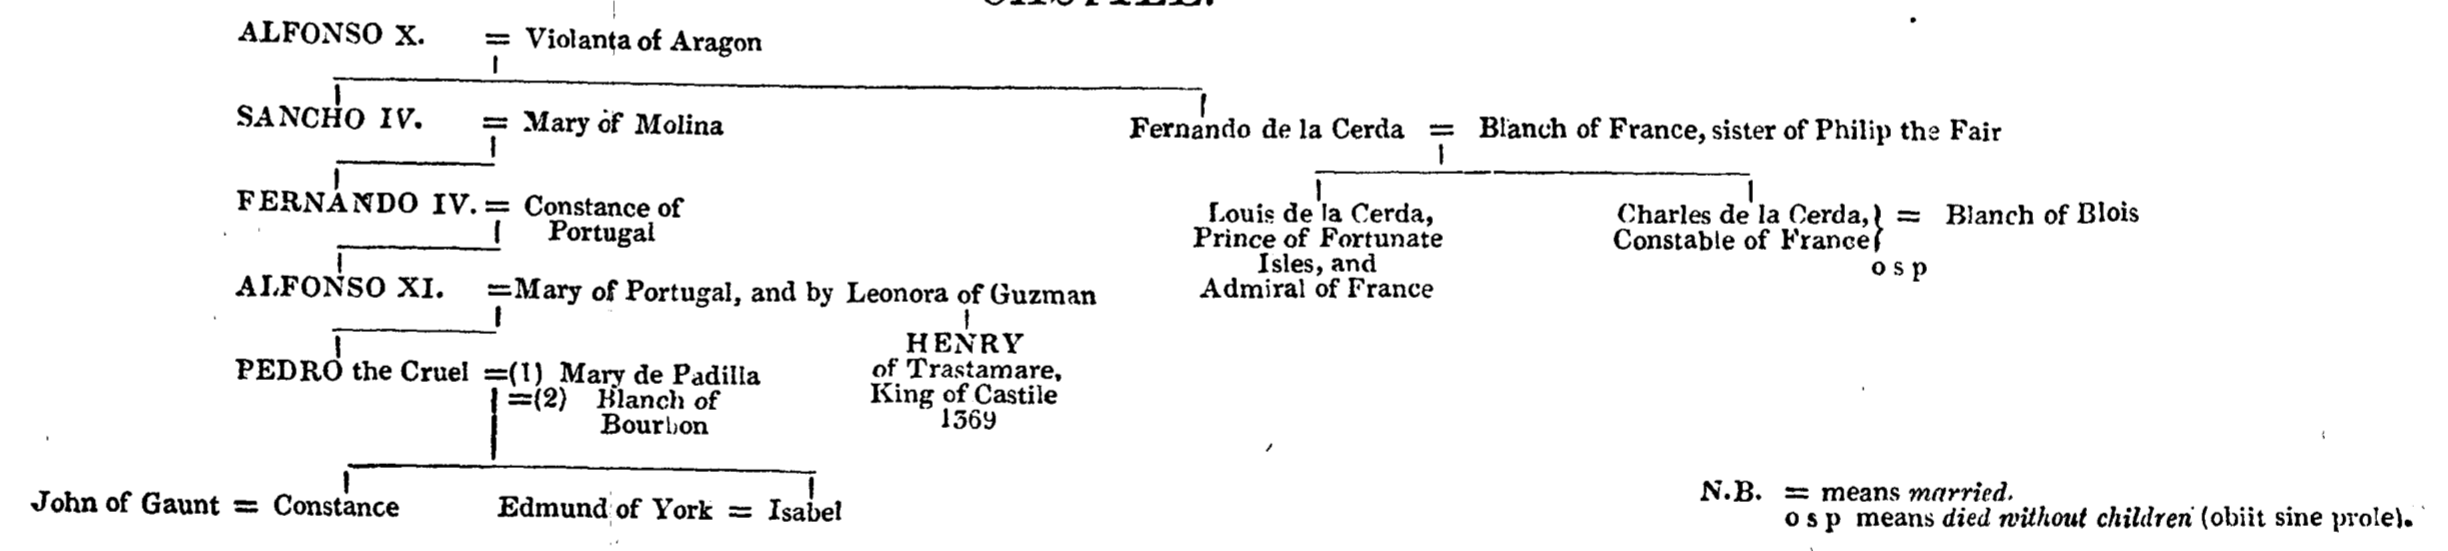 ALFONSO X. = Violanta of Aragon
SANCHO IV. = Mary of Molina
Fernando de la Cerda = Blanch of France, sister of Philip the Fair
FERNANDO IV. = Constance of
Portugal
Louis de la Cerda,
Prince of Fortunate
Isles, and
Admiral of France
Charles de la Cerda,} = Blanch of Blois
Constable of France}
o s p
ALFONSO XI. =Mary of Portugal, and by Leonora of Guzman
HENRY
of Trastamare,
King of Castile
1369
PEDRO the Cruel =(1) Mary de Padilla
=(2) Blanch of
Bourbon
John of Gaunt = Constance
Edmund of York = Isabel
N.B. = means married.
o s p means died without children (obiit sine prole).